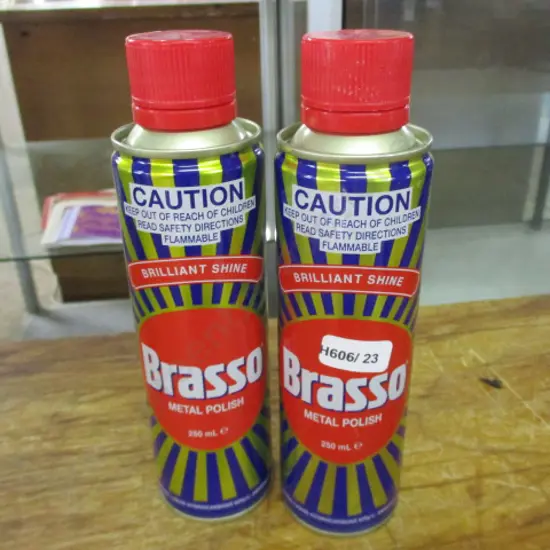 CAUTION
KEEP OUT OF REACH OF CHILDREN
READ SAFETY DIRECTIONS
FLAMMABLE
BRILLIANT SHINE
Brasso
METAL POLISH
250 mL e
CAUTION
KEEP OUT OF REACH OF CHILDREN
READ SAFETY DIRECTIONS
FLAMMABLE
BRILLIANT SHINE
H606/ 23
Brasso
METAL POLISH
250 mL e